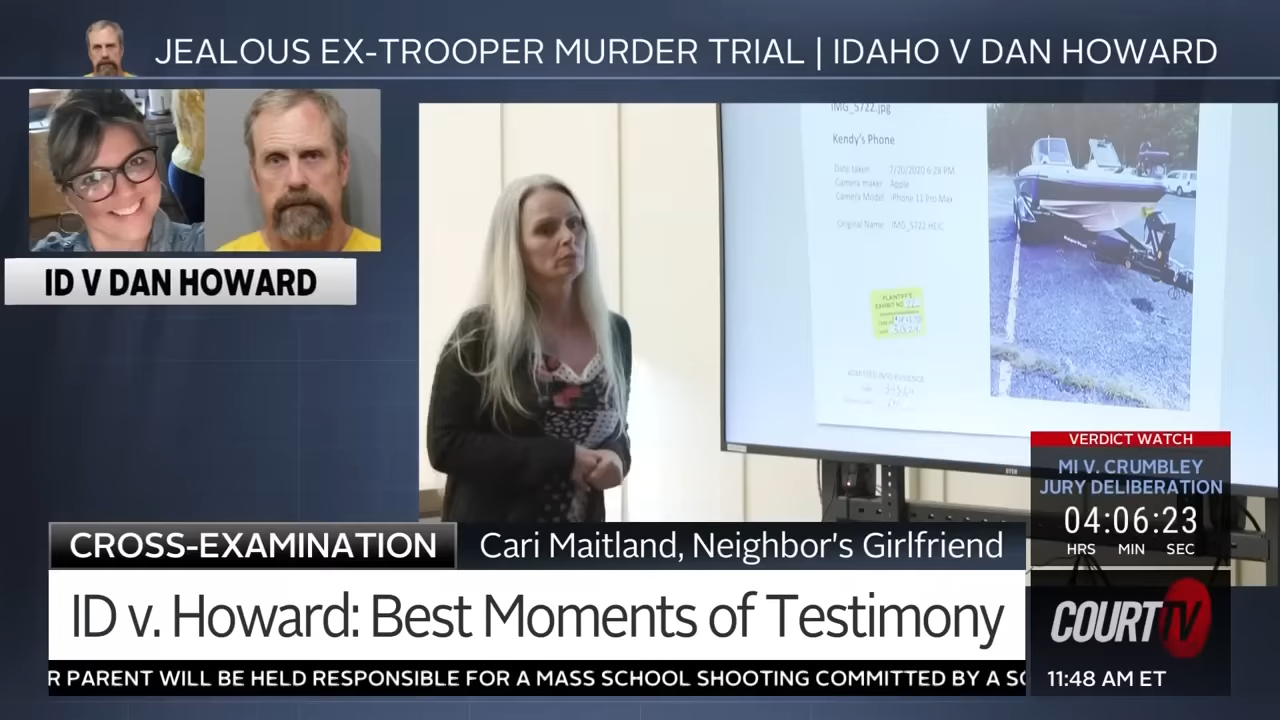 JEALOUS EX-TROOPER MURDER TRIAL | IDAHO V DAN HOWARD
ID V DAN HOWARD
IMG_5722.jpg
Kendy's Phone
Date taken 7/20/2020 6:28 PM
Camera maker Apple
Camera Model iPhone 11 Pro Max
Original Name IMG_5722.HEIC
PLAINTIFF'S
EXHIBIT NO.
ADMITTED INTO EVIDENCE
VERDICT WATCH
MI V. CRUMBLEY
JURY DELIBERATION
04:06:23
HRS MIN SEC
CROSS-EXAMINATION
Cari Maitland, Neighbor's Girlfriend
ID v. Howard: Best Moments of Testimony
COURT TV
R PARENT WILL BE HELD RESPONSIBLE FOR A MASS SCHOOL SHOOTING COMMITTED BY A SC
11:48 AM ET